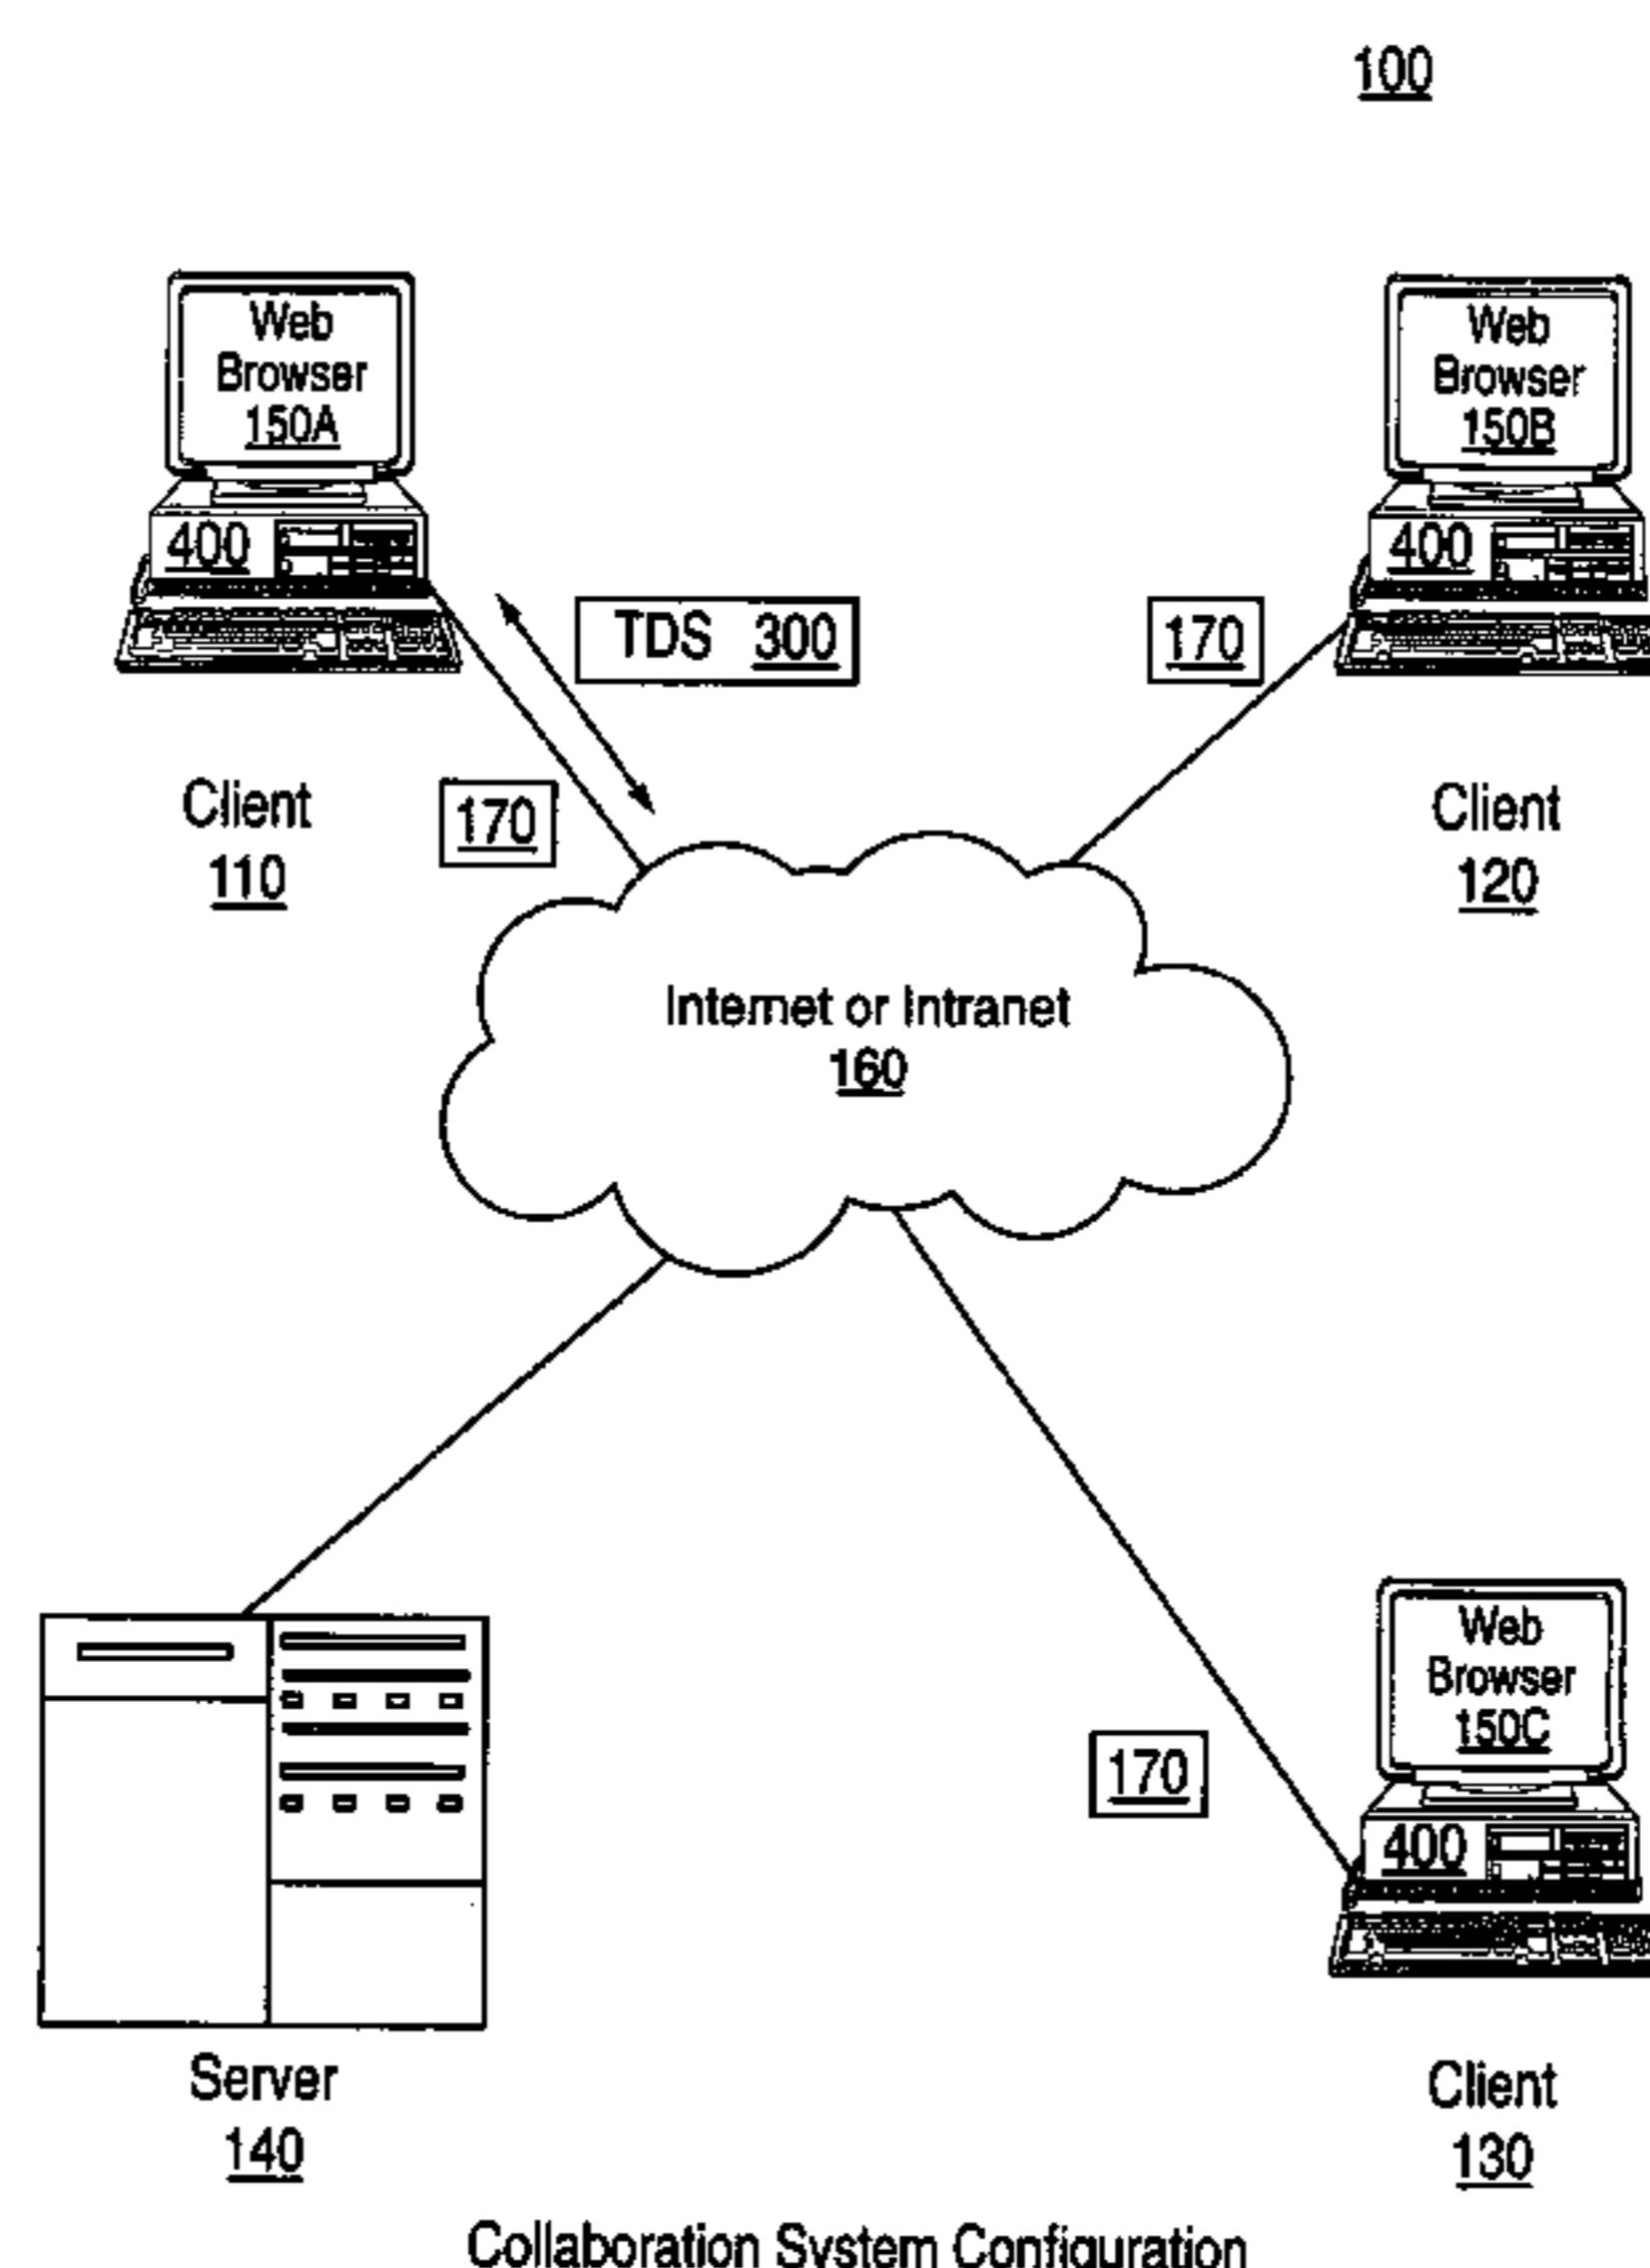 100
Web
Browser
150A
400
Web
Browser
150B
400
TDS 300
170
Client
110
170
Client
120
Internet or Intranet
160
Web
Browser
150C
170
400
Server
140
Client
130
Collaboration System Configuration